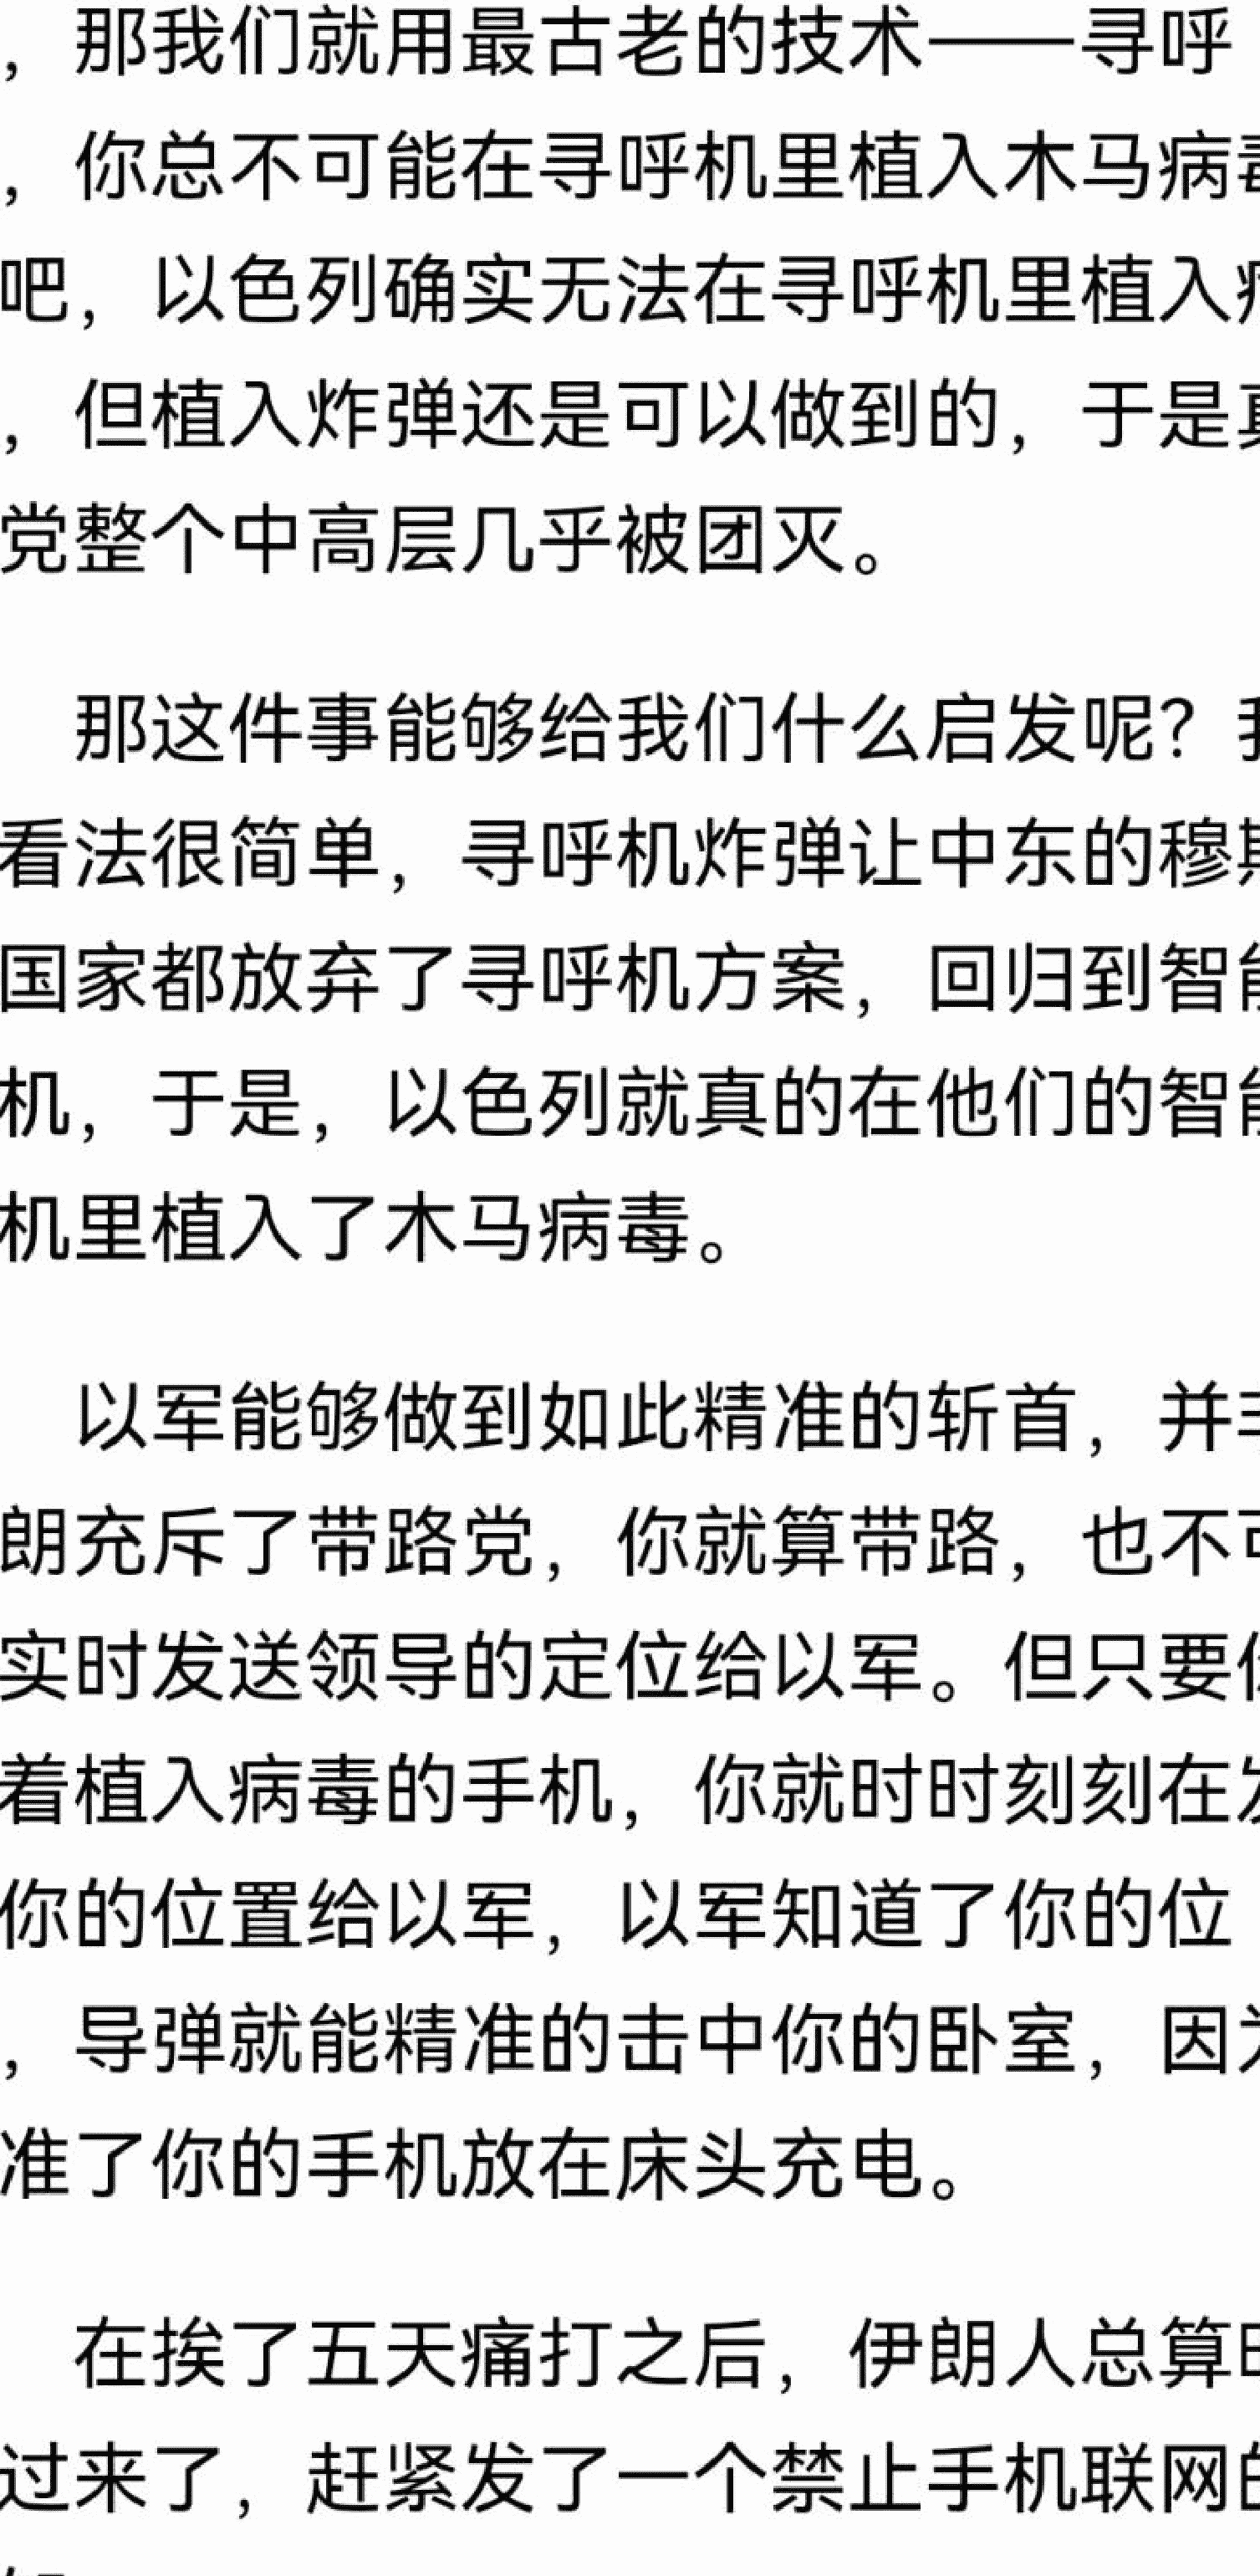 ，那我们就用最古老的技术——寻呼
，你总不可能在寻呼机里植入木马病毒
吧，以色列确实无法在寻呼机里植入
，但植入炸弹还是可以做到的，于是真
党整个中高层几乎被团灭。
那这件事能够给我们什么启发呢？我
看法很简单，寻呼机炸弹让中东的穆斯
国家都放弃了寻呼机方案，回归到智能
机，于是，以色列就真的在他们的智能
机里植入了木马病毒。
以军能够做到如此精准的斩首，并非
朗充斥了带路党，你就算带路，也不可
实时发送领导的定位给以军。但只要你
着植入病毒的手机，你就时时刻刻在发
你的位置给以军，以军知道了你的位
，导弹就能精准的击中你的卧室，因为
准了你的手机放在床头充电。
在挨了五天痛打之后，伊朗人总算
过来了，赶紧发了一个禁止手机联网的